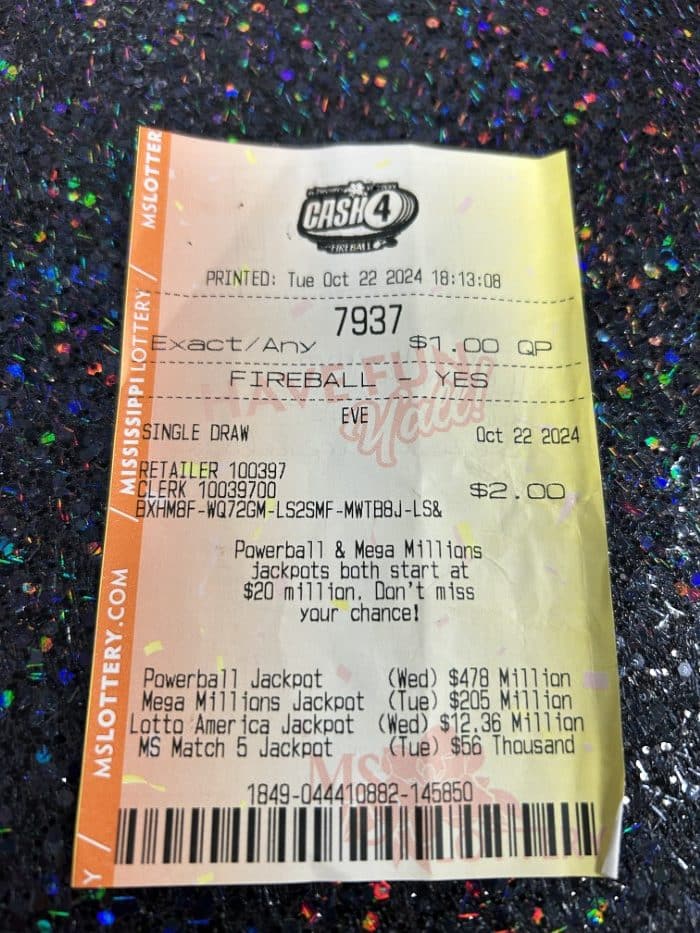 CASH 4
FIREBALL
PRINTED: Tue Oct 22 2024 18:13:08
7937
Exact/Any $1.00 QP
FIREBALL - YES
HAVE FUN
Y'all!
EVE
SINGLE DRAW Oct 22 2024
RETAILER 100397
CLERK 10039700 $2.00
BXHM8F-WQ72GM-LS2SMF-MWTB8J-LS&
Powerball & Mega Millions
jackpots both start at
$20 million. Don't miss
your chance!
Powerball Jackpot (Wed) $478 Million
Mega Millions Jackpot (Tue) $205 Million
Lotto America Jackpot (Wed) $12.36 Million
MS Match 5 Jackpot (Tue) $56 Thousand
1849-044410882-145850
MS
LOTTERY
MSLOTTER
MISSISSIPPI LOTTERY
MSLOTTERY.COM
Y